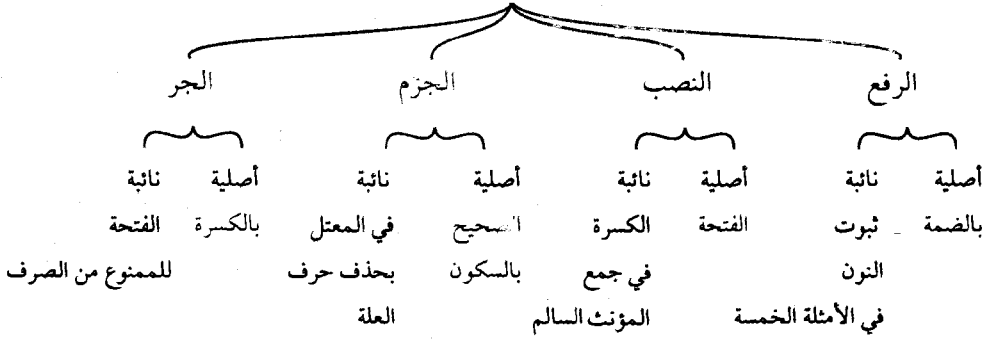 الرفع النصب الجزم الجر
أصلية نائبة أصلية نائبة أصلية نائبة أصلية نائبة
بالضمة ثبوت الفتحة الكسرة الصحيح في المعتل بالكسرة الفتحة
النون في جمع بالسكون بحذف حرف للممنوع من الصرف
في الأمثلة الخمسة المؤنث السالم العلة